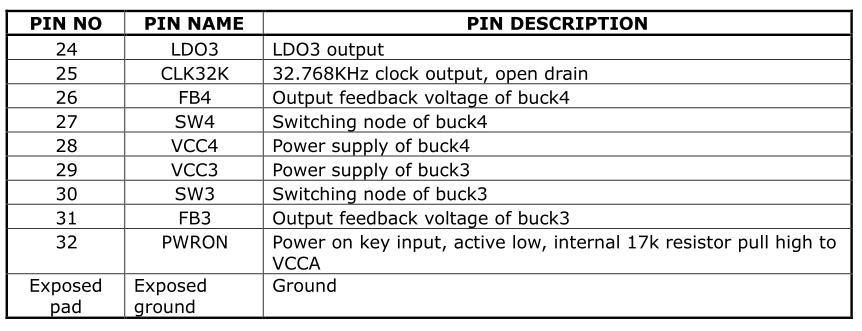 PIN NO PIN NAME PIN DESCRIPTION
24 LDO3 LDO3 output
25 CLK32K 32.768KHz clock output, open drain
26 FB4 Output feedback voltage of buck4
27 SW4 Switching node of buck4
28 VCC4 Power supply of buck4
29 VCC3 Power supply of buck3
30 SW3 Switching node of buck3
31 FB3 Output feedback voltage of buck3
32 PWRON Power on key input, active low, internal 17k resistor pull high to
VCCA
Exposed Exposed Ground
pad ground